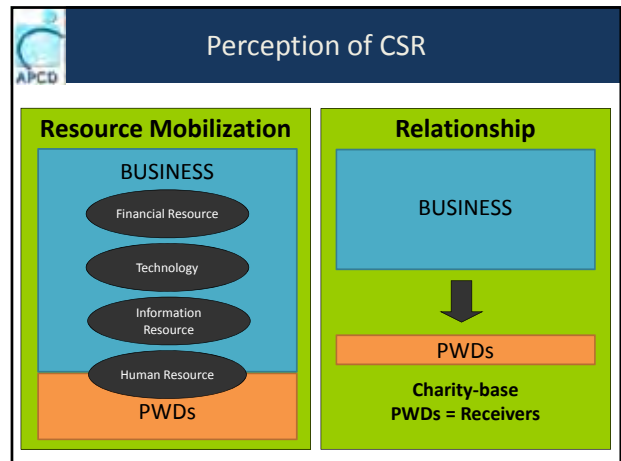 APCD
Perception of CSR
Resource Mobilization
BUSINESS
Financial Resource
Technology
Information
Resource
Human Resource
PWDs
Relationship
BUSINESS
PWDs
Charity-base
PWDs = Receivers